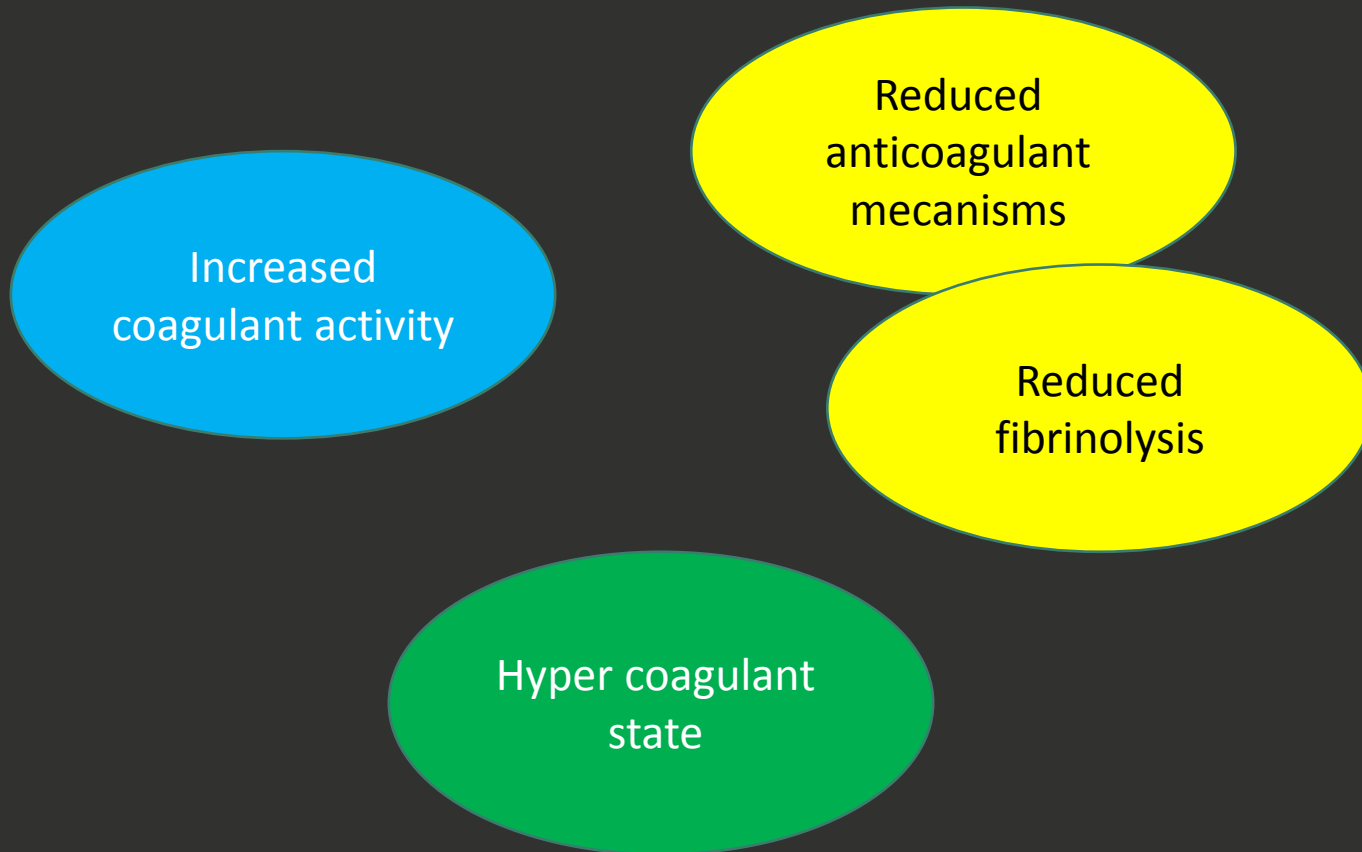 Reduced
anticoagulant
mecanisms
Increased
coagulant activity
Reduced
fibrinolysis
Hyper coagulant
state